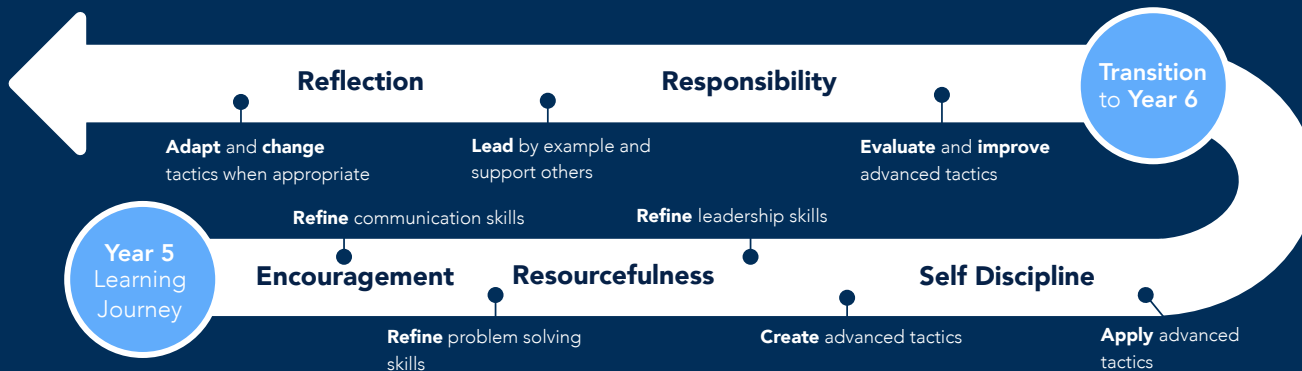 Reflection
Responsibility
Transition
to Year 6
Adapt and change
tactics when appropriate
Lead by example and
support others
Evaluate and improve
advanced tactics
Refine communication skills
Refine leadership skills
Year 5
Learning
Journey
Encouragement
Resourcefulness
Self Discipline
Refine problem solving
skills
Create advanced tactics
Apply advanced
tactics